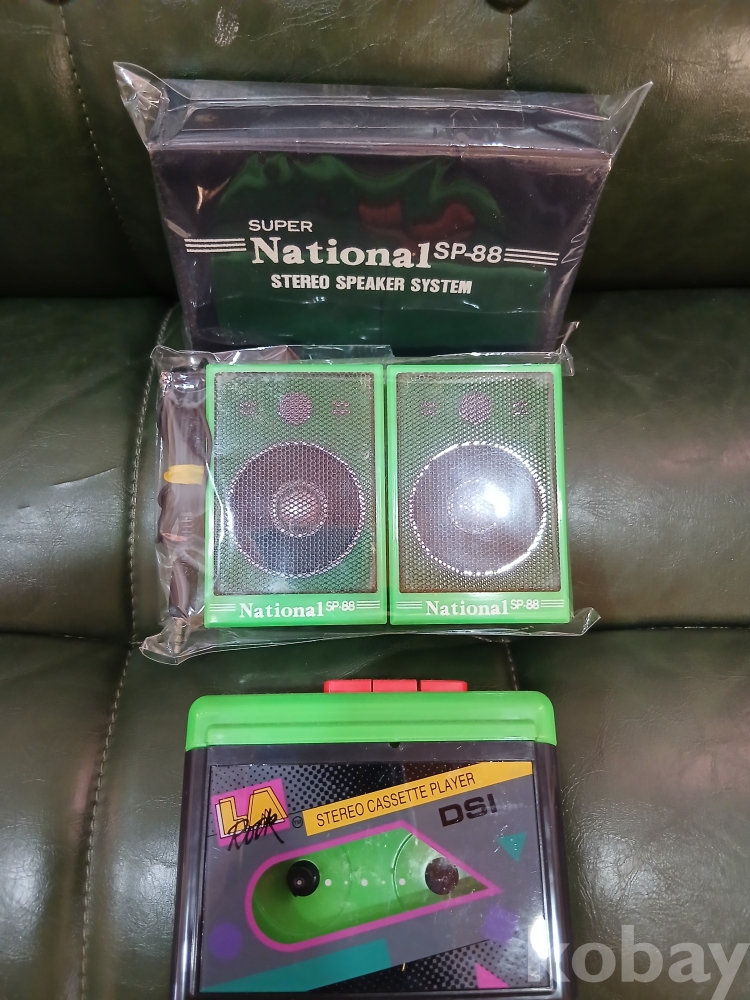 SUPER
National SP-88
STEREO SPEAKER SYSTEM
National SP-88
National SP-88
LA
Rock
STEREO CASSETTE PLAYER
DSI
kobay